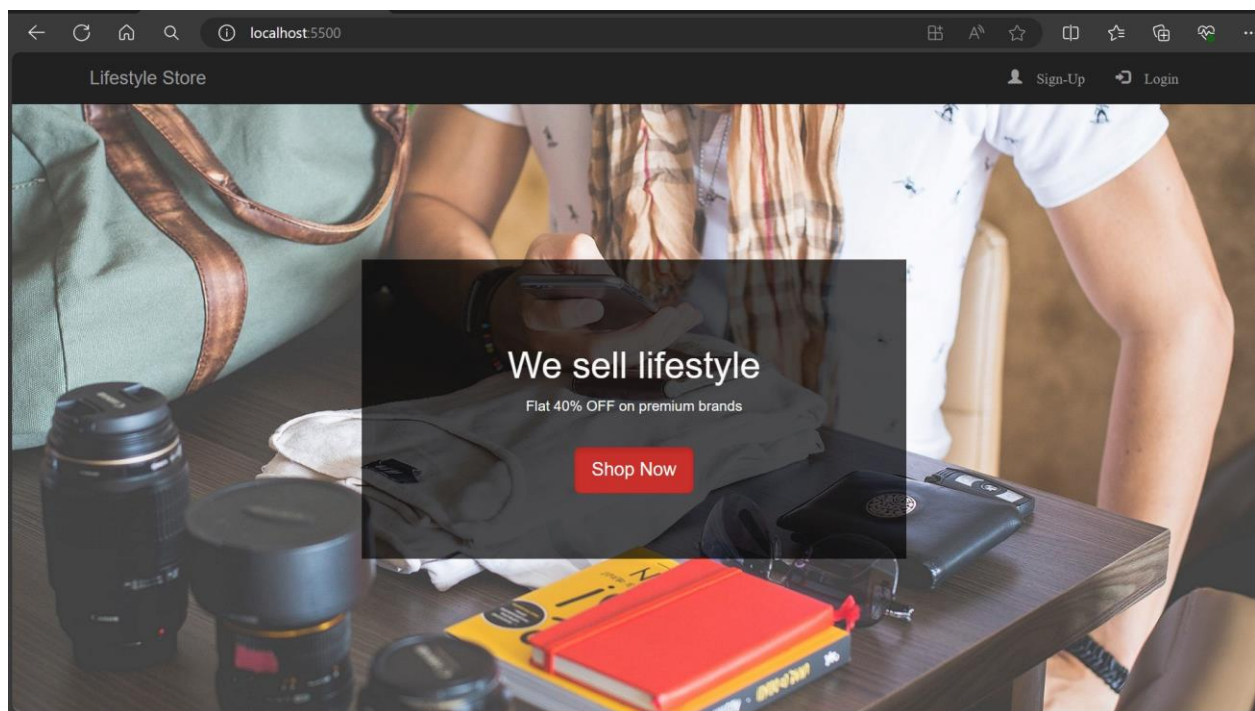 localhost:5500
Lifestyle Store
Sign-Up
Login
We sell lifestyle
Flat 40% OFF on premium brands
Shop Now